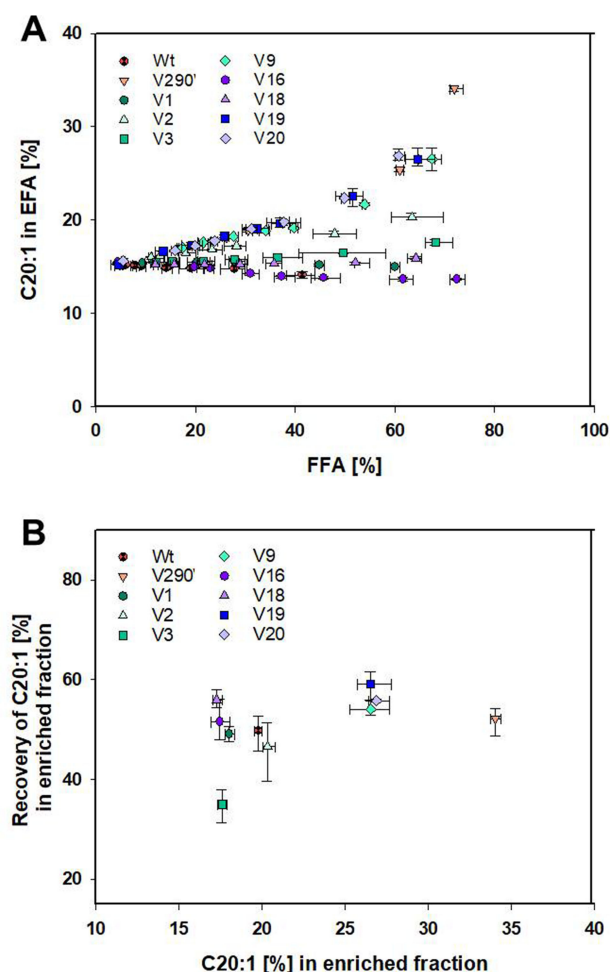 A
40
30
20
10
0
C20:1 in EFA [%]
Wt
V290'
V1
V2
V3
V9
V16
V18
V19
V20
0 20 40 60 80 100
FFA [%]
B
80
60
40
20
Recovery of C20:1 [%]
in enriched fraction
Wt
V290'
V1
V2
V3
V9
V16
V18
V19
V20
10 15 20 25 30 35 40
C20:1 [%] in enriched fraction